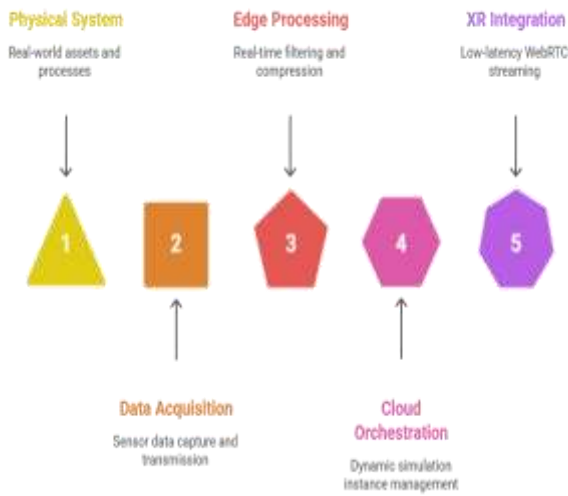 Physical System
Real-world assets and
processes
Edge Processing
Real-time filtering and
compression
XR Integration
Low-latency WebRTC
streaming
1
2
3
4
5
Data Acquisition
Sensor data capture and
transmission
Cloud
Orchestration
Dynamic simulation
instance management